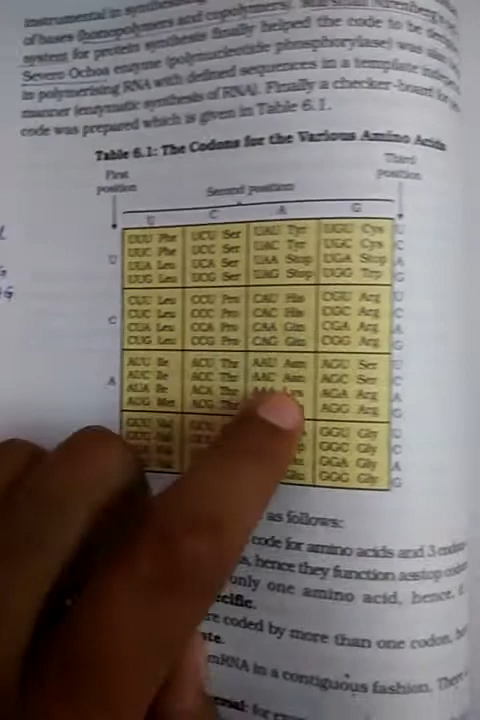 instrumental in synthesising
of bases (homopolymers and copolymers).
system for protein synthesis finally helped the code to be
Severo Ochoa enzyme (polynucleotide phosphorylase) was also
in polymerising RNA with defined sequences in a template
manner (enzymatic synthesis of RNA). Finally a checker-board for
code was prepared which is given in Table 6.1.
Table 6.1: The Codons for the Various Amino Acids
First position Second position Third position
U C A G
U UUU Phe UCU Ser UAU Tyr UGU Cys U
UUC Phe UCC Ser UAC Tyr UGC Cys C
UUA Leu UCA Ser UAA Stop UGA Stop A
UUG Leu UCG Ser UAG Stop UGG Trp G
C CUU Leu CCU Pro CAU His CGU Arg U
CUC Leu CCC Pro CAC His CGC Arg C
CUA Leu CCA Pro CAA Gln CGA Arg A
CUG Leu CCG Pro CAG Gln CGG Arg G
A AUU Ile ACU Thr AAU Asn AGU Ser U
AUC Ile ACC Thr AAC Asn AGC Ser C
AUA Ile ACA Thr AAA Lys AGA Arg A
AUG Met ACG Thr AGG Arg G
GUU Val GGU Gly U
GGC Gly C
GGA Gly A
GGG Gly G
as follows:
code for amino acids and 3
hence they function as stop
only one amino acid, hence,
are coded by more than one codon,
mRNA in a contiguous fashion.